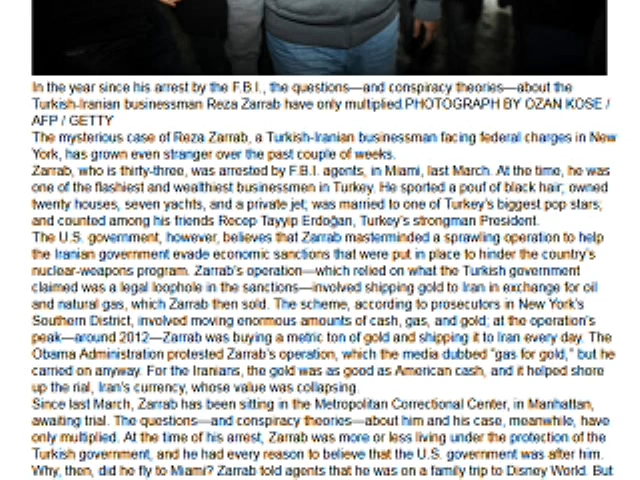 In the year since his arrest by the F.B.I., the questions—and conspiracy theories—about the
Turkish-Iranian businessman Reza Zarrab have only multiplied.PHOTOGRAPH BY OZAN KOSE /
AFP / GETTY
The mysterious case of Reza Zarrab, a Turkish-Iranian businessman facing federal charges in New
York, has grown even stranger over the past couple of weeks.
Zarrab, who is thirty-three, was arrested by F.B.I. agents, in Miami, last March. At the time, he was
one of the flashiest and wealthiest businessmen in Turkey. He sported a pouf of black hair; owned
twenty houses, seven yachts, and a private jet; was married to one of Turkey's biggest pop stars;
and counted among his friends Recep Tayyip Erdoğan, Turkey's strongman President.
The U.S. government, however, believes that Zarrab masterminded a sprawling operation to help
the Iranian government evade economic sanctions that were put in place to hinder the country's
nuclear-weapons program. Zarrab's operation—which relied on what the Turkish government
claimed was a legal loophole in the sanctions—involved shipping gold to Iran in exchange for oil
and natural gas, which Zarrab then sold. The scheme, according to prosecutors in New York's
Southern District, involved moving enormous amounts of cash, gas, and gold; at the operation's
peak—around 2012—Zarrab was buying a metric ton of gold and shipping it to Iran every day. The
Obama Administration protested Zarrab's operation, which the media dubbed "gas for gold," but he
carried on anyway. For the Iranians, the gold was as good as American cash, and it helped shore
up the rial, Iran's currency, whose value was collapsing.
Since last March, Zarrab has been sitting in the Metropolitan Correctional Center, in Manhattan,
awaiting trial. The questions—and conspiracy theories—about him and his case, meanwhile, have
only multiplied. At the time of his arrest, Zarrab was more or less living under the protection of the
Turkish government, and he had every reason to believe that the U.S. government was after him.
Why, then, did he fly to Miami? Zarrab told agents that he was on a family trip to Disney World. But